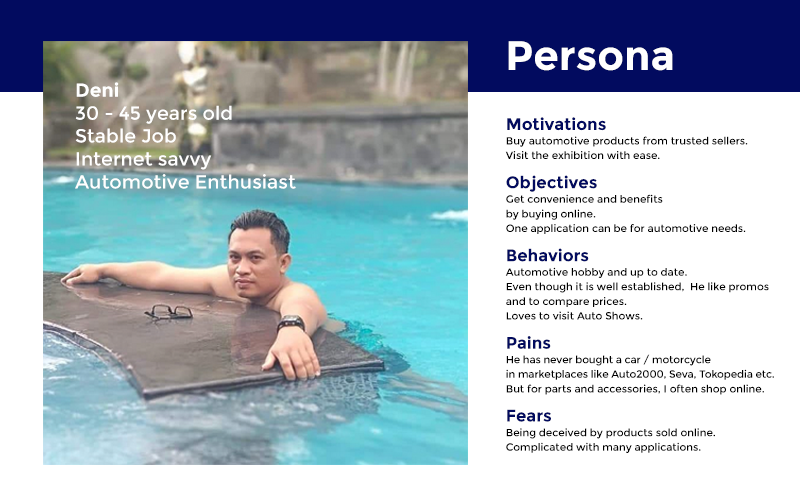 Persona
Deni
30 - 45 years old
Stable Job
Internet savvy
Automotive Enthusiast
Motivations
Buy automotive products from trusted sellers.
Visit the exhibition with ease.
Objectives
Get convenience and benefits
by buying online.
One application can be for automotive needs.
Behaviors
Automotive hobby and up to date.
Even though it is well established,  He like promos
and to compare prices.
Loves to visit Auto Shows.
Pains
He has never bought a car / motorcycle
in marketplaces like Auto2000, Seva, Tokopedia etc.
But for parts and accessories, I often shop online.
Fears
Being deceived by products sold online.
Complicated with many applications.